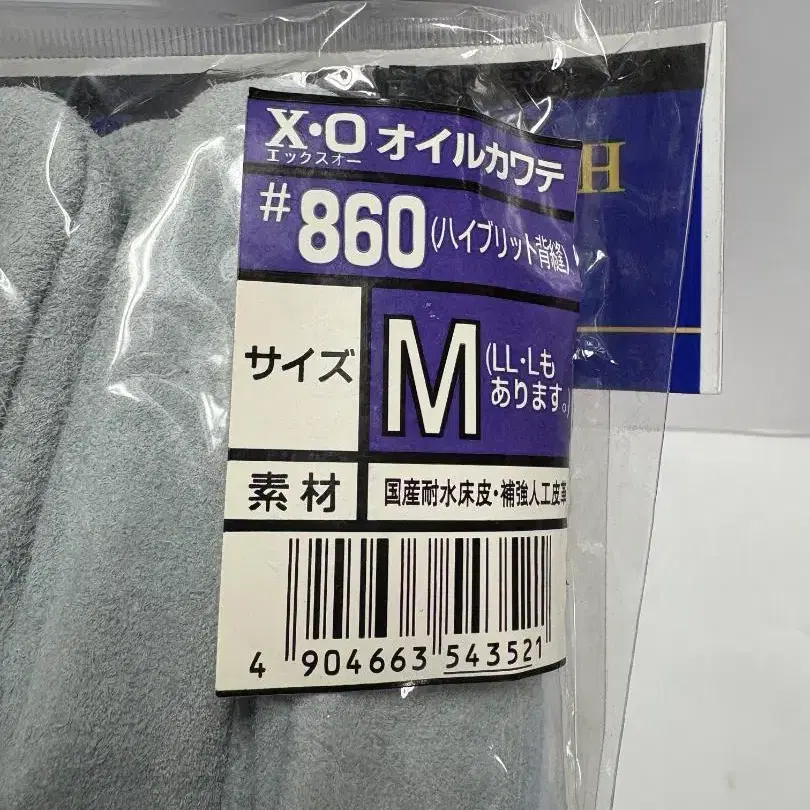 X・O オイルカワテ
エックスオー
#860 (ハイブリット背縫)
サイズ
M
(LL・Lも
あります。)
素材
国産耐水床皮・補強人工皮革
4 904663 543521
H